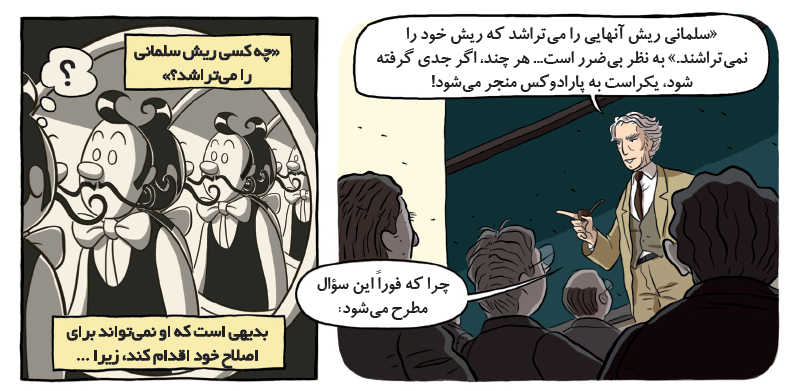 «سلمانی ریش آنهایی را می‌تراشد که ریش خود را
نمی‌تراشند.» به نظر بی‌ضرر است... هر چند، اگر جدی گرفته
شود، یکراست به پارادوکس منجر می‌شود!
چرا که فوراً این سؤال
مطرح می‌شود:
«چه کسی ریش سلمانی
را می‌تراشد؟»
؟
بدیهی است که او نمی‌تواند برای
اصلاح خود اقدام کند، زیرا ...